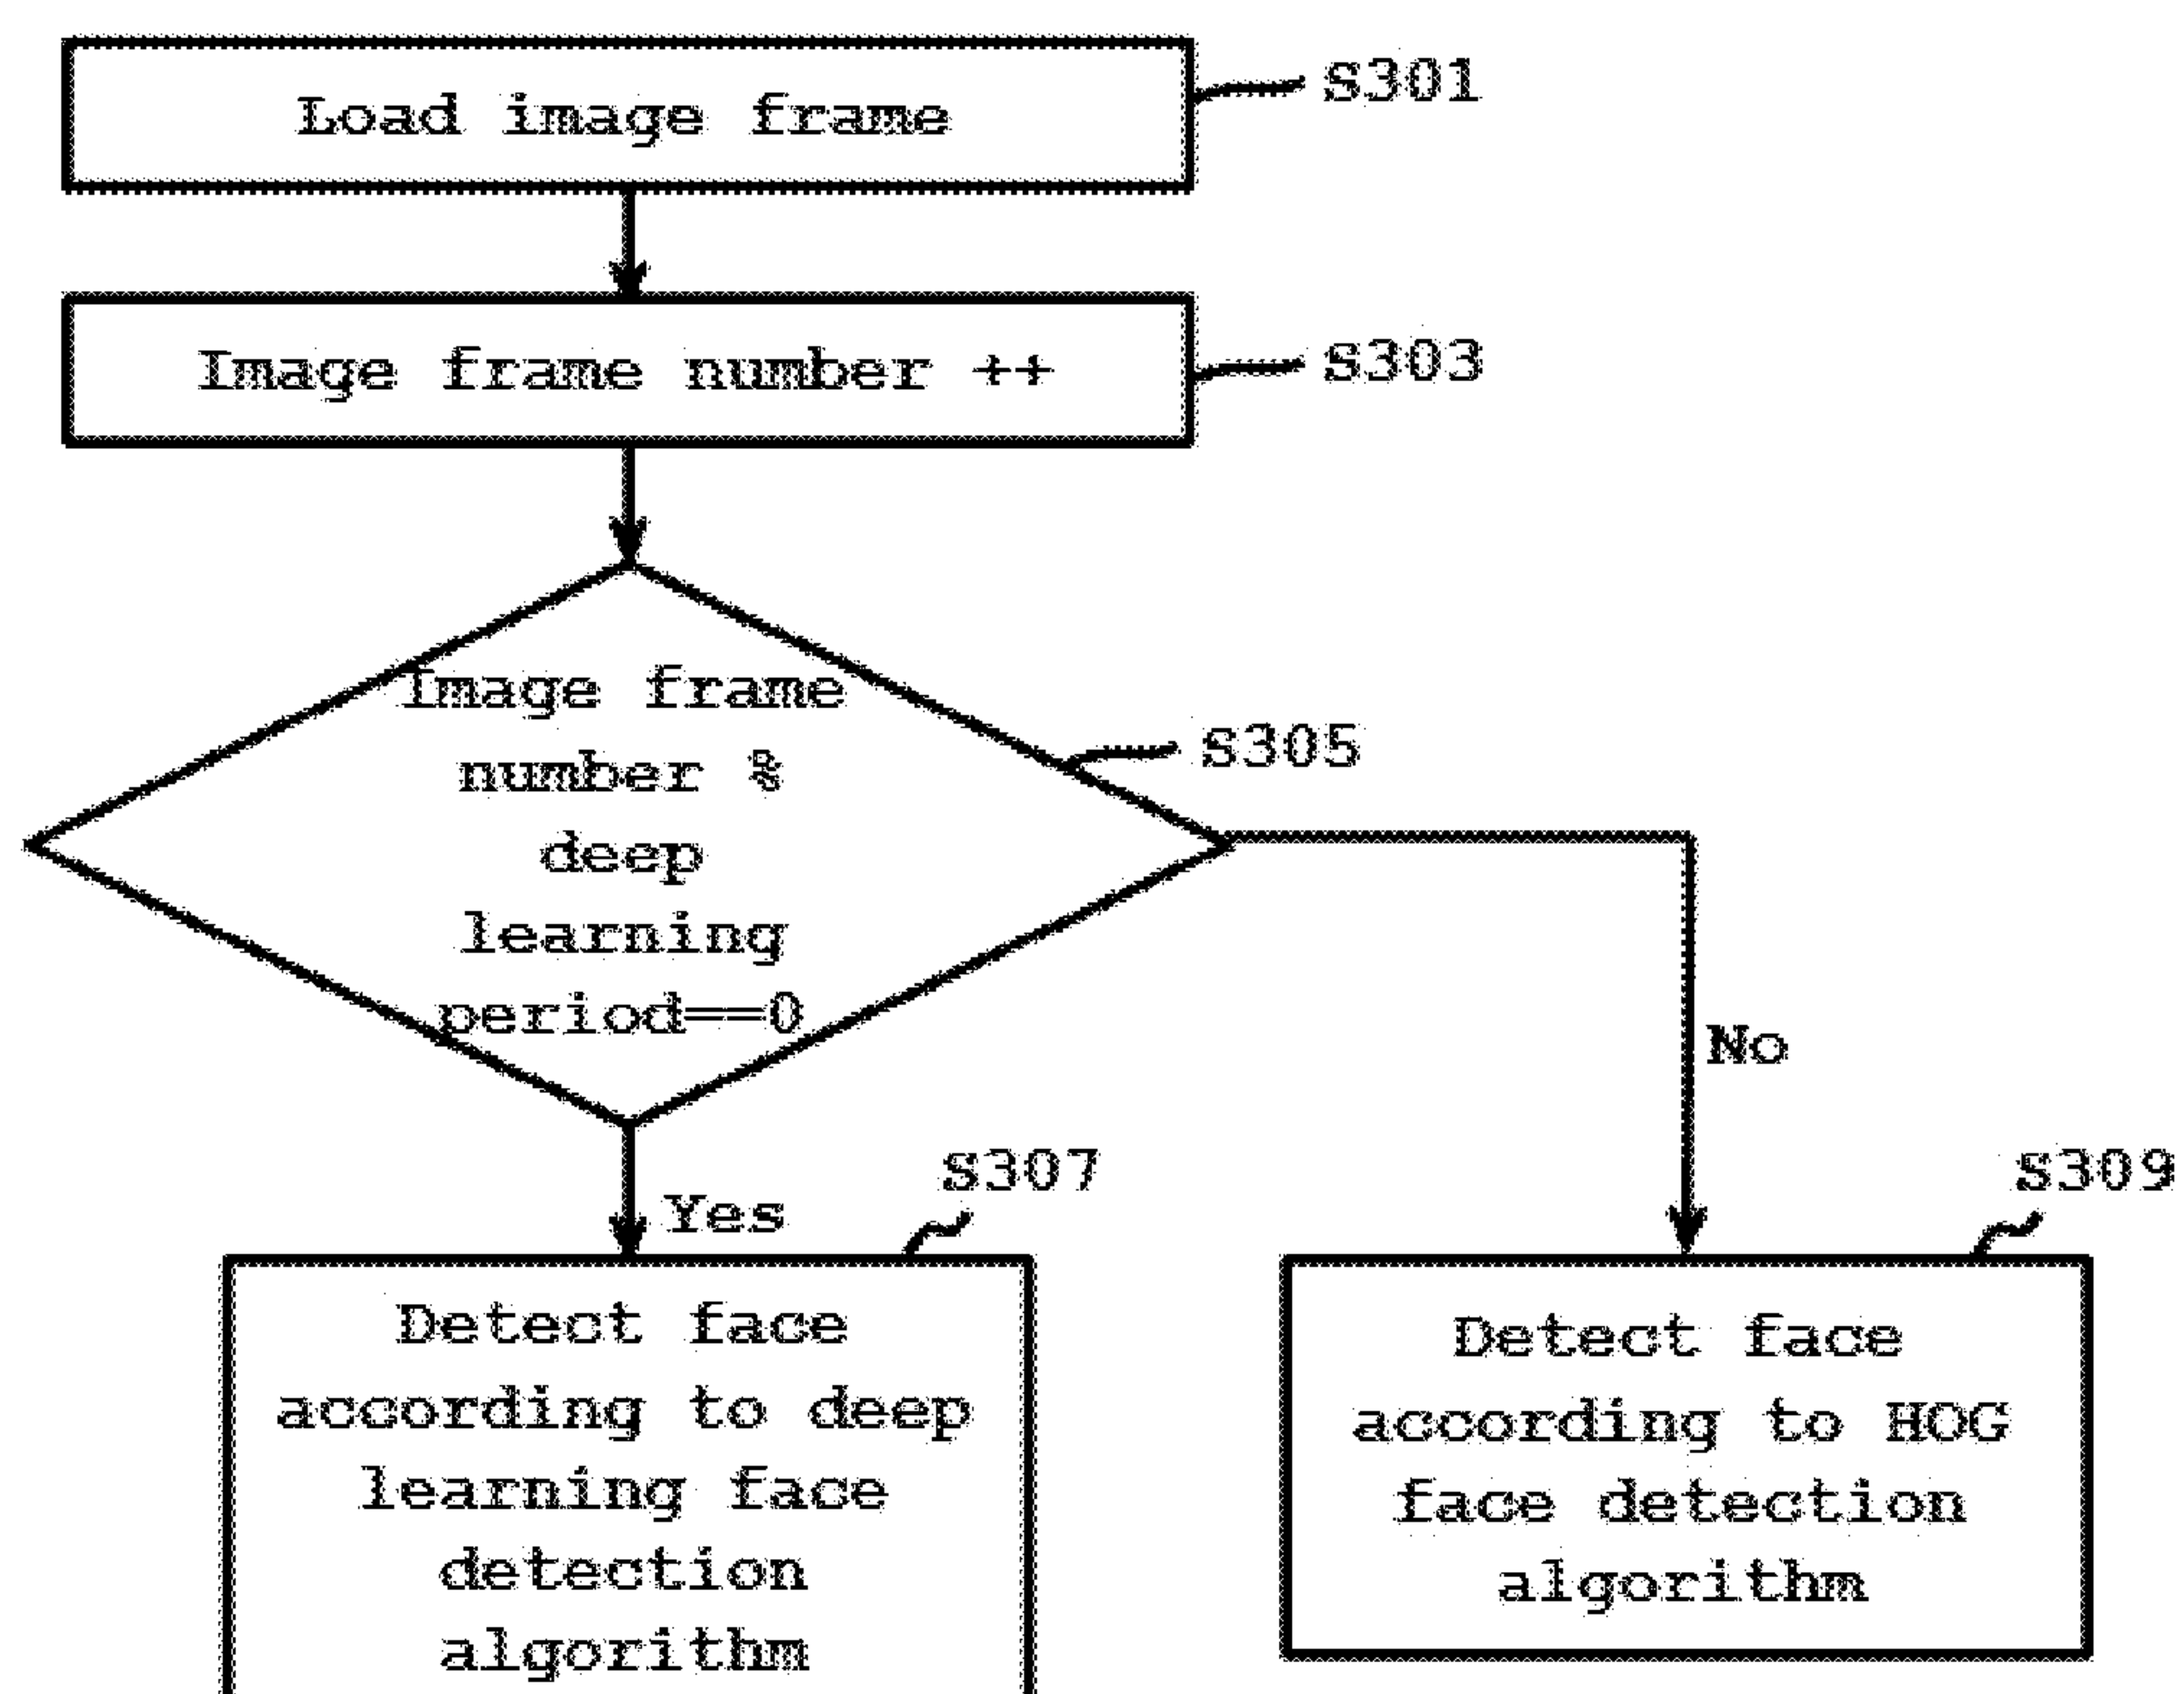 Load image frame
S301
Image frame number ++
S303
Image frame
number %
deep
learning
period==0
S305
No
Yes
S307
S309
Detect face
according to deep
learning face
detection
algorithm
Detect face
according to HOG
face detection
algorithm